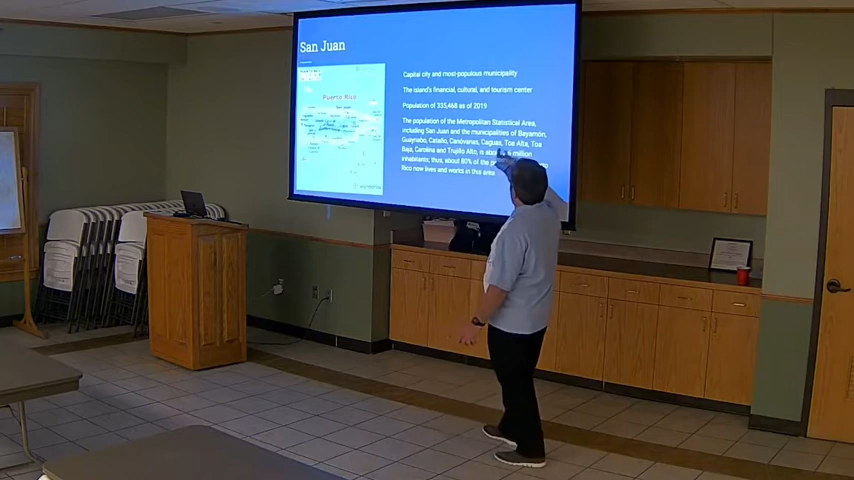 San Juan
Puerto Rico
Capital city and most-populous municipality
The island's financial, cultural, and tourism center
Population of 335,468 as of 2019
The population of the Metropolitan Statistical Area,
including San Juan and the municipalities of Bayamón,
Guaynabo, Cataño, Canóvanas, Caguas, Toa Alta, Toa
Baja, Carolina and Trujillo Alto, is about million
inhabitants; thus, about 80% of the
Rico now lives and works in this area